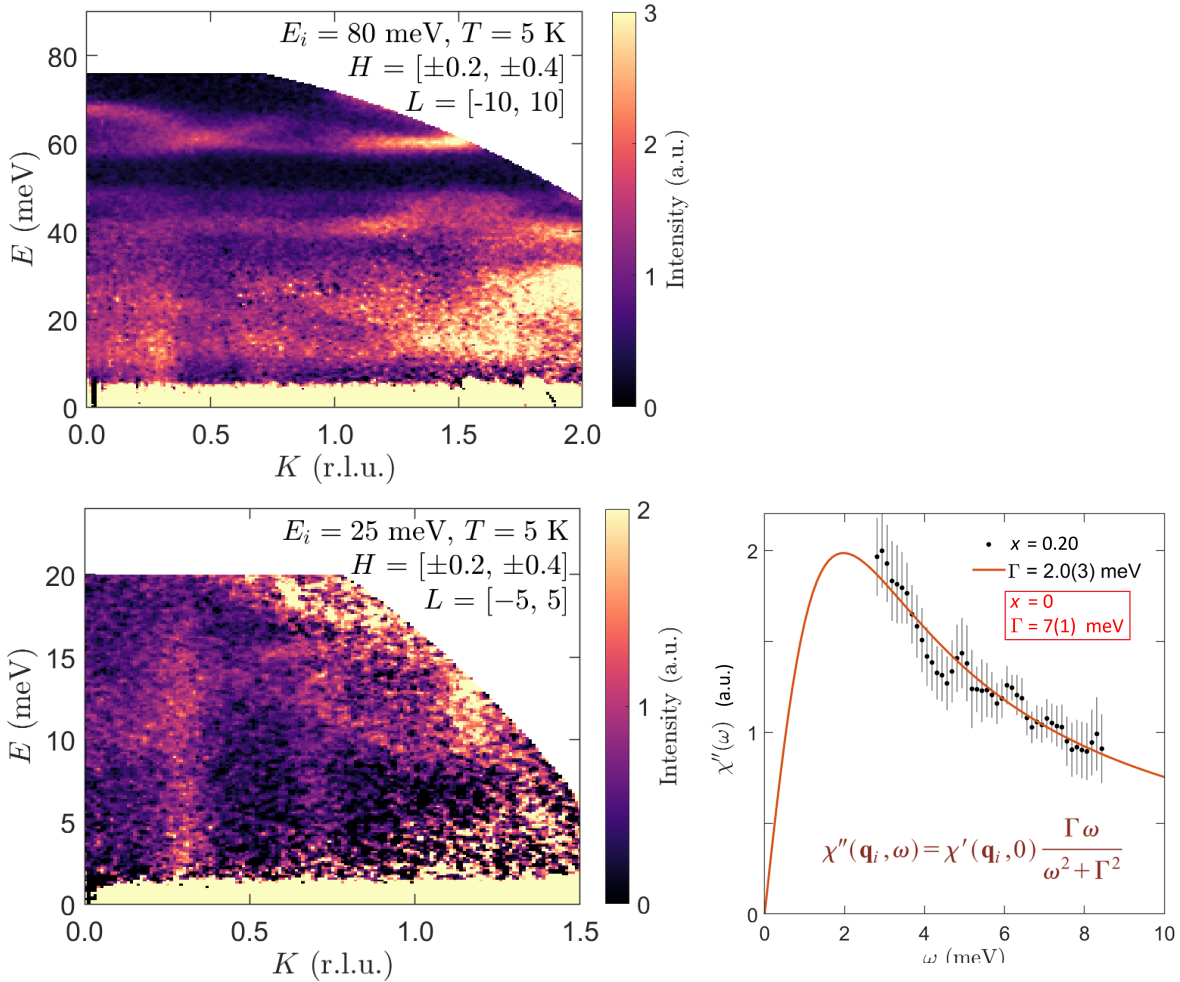 E_i = 80 meV, T = 5 K
H = [±0.2, ±0.4]
L = [-10, 10]
80
60
40
20
0
E (meV)
0.0 0.5 1.0 1.5 2.0
K (r.l.u.)
3
2
1
0
Intensity (a.u.)
E_i = 25 meV, T = 5 K
H = [±0.2, ±0.4]
L = [−5, 5]
20
15
10
5
0
E (meV)
0.0 0.5 1.0 1.5
K (r.l.u.)
2
1
0
Intensity (a.u.)
x = 0.20
Γ = 2.0(3) meV
x = 0
Γ = 7(1) meV
2
1
0
χ''(ω) (a.u.)
χ''(q_i, ω) = χ'(q_i, 0) Γω / (ω² + Γ²)
0 2 4 6 8 10
ω (meV)